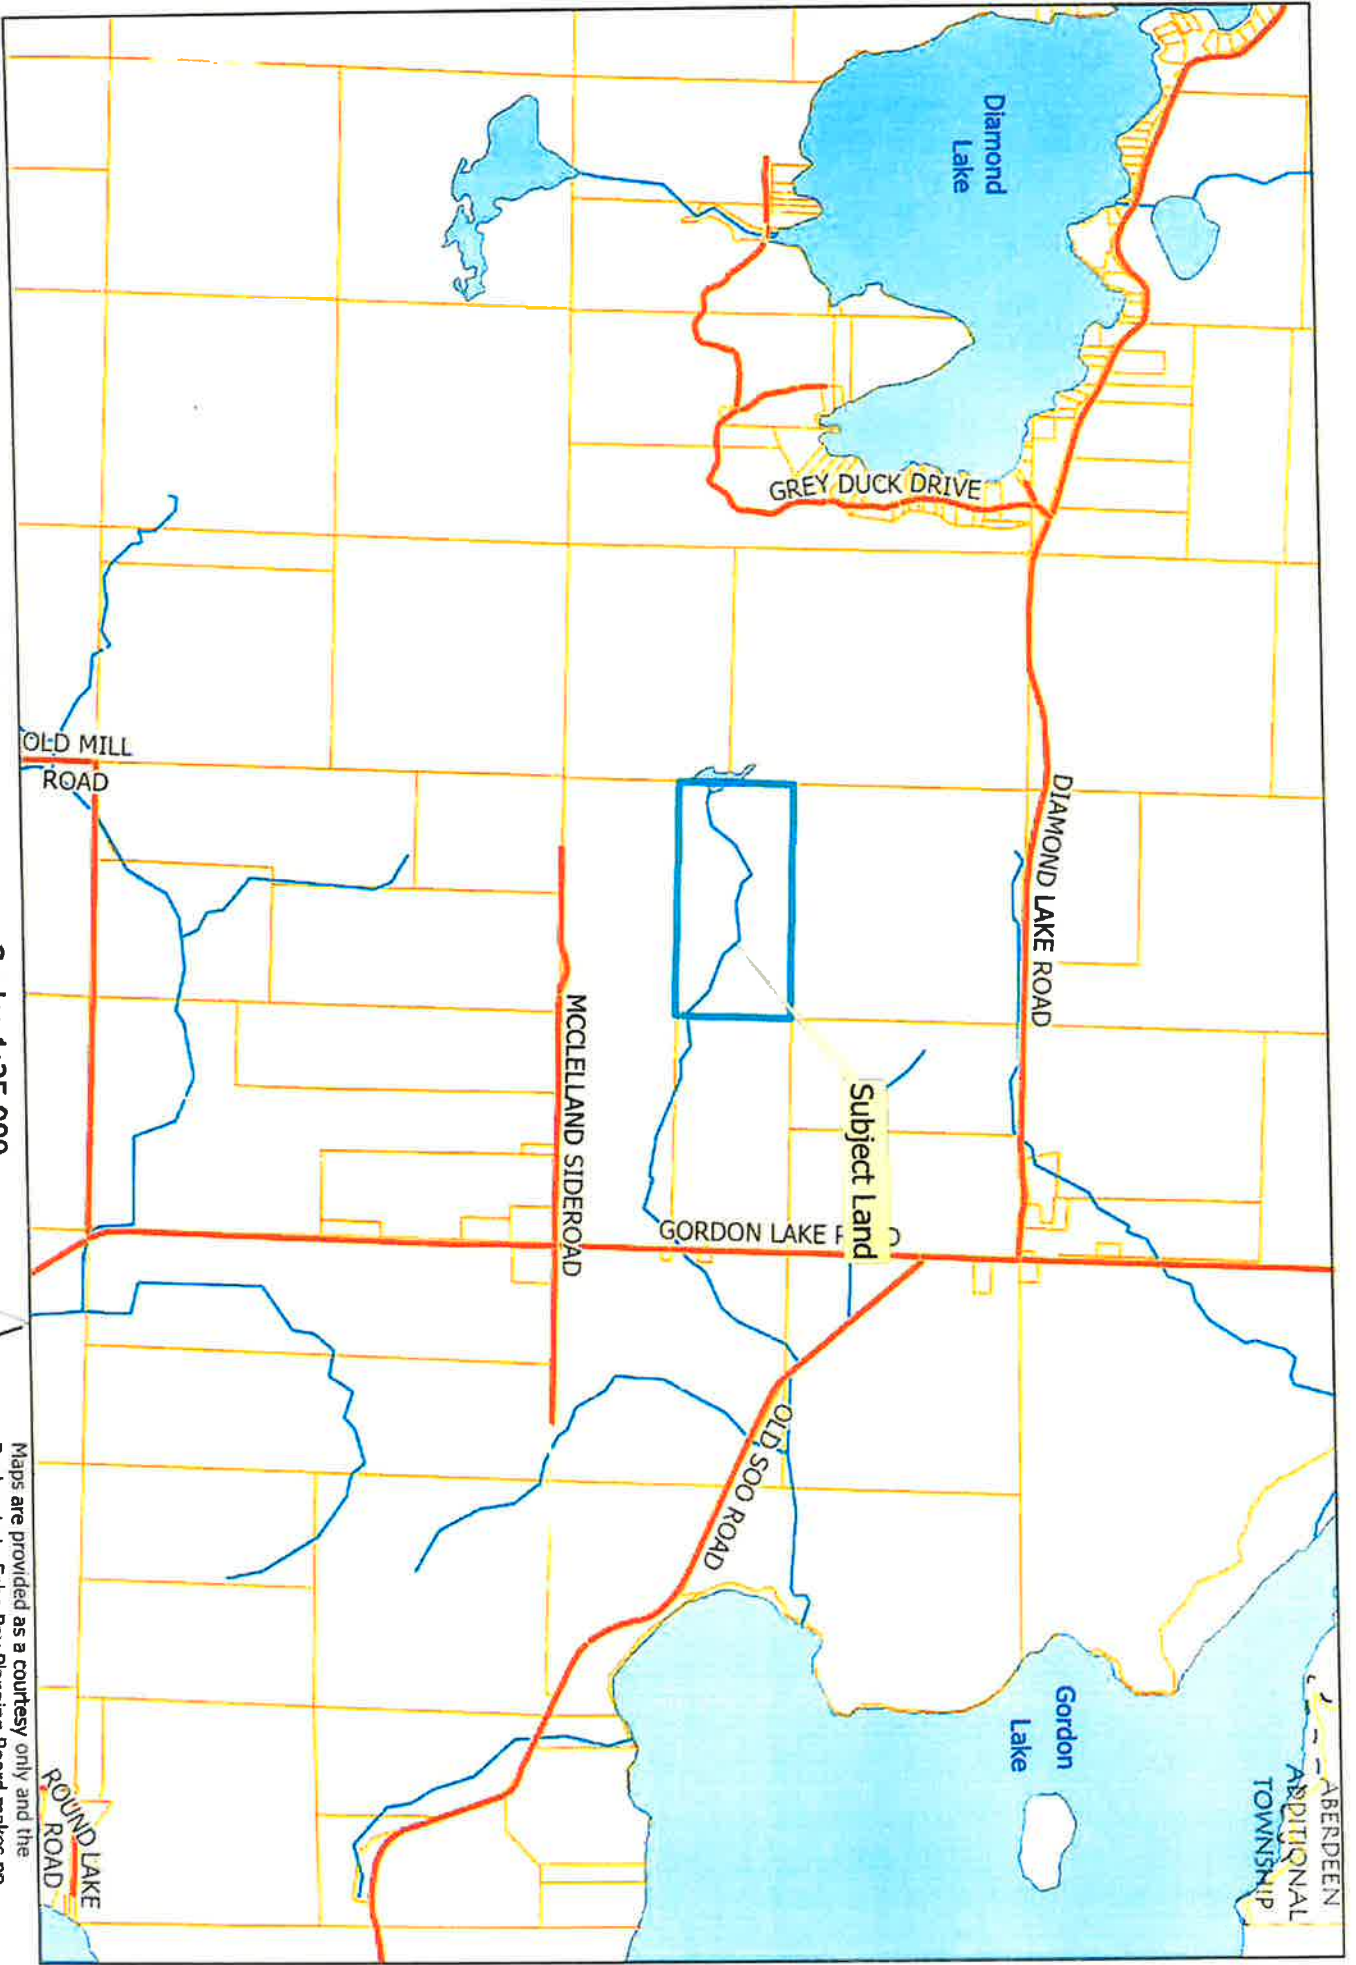 Diamond
Lake
GREY DUCK DRIVE
DIAMOND LAKE ROAD
OLD MILL
ROAD
MCCLELLAND SIDEROAD
Subject Land
GORDON LAKE
OLD SOO ROAD
Gordon
Lake
ABERDEEN
ADDITIONAL
TOWNSHIP
ROUND LAKE
ROAD
Maps are provided as a courtesy only and the